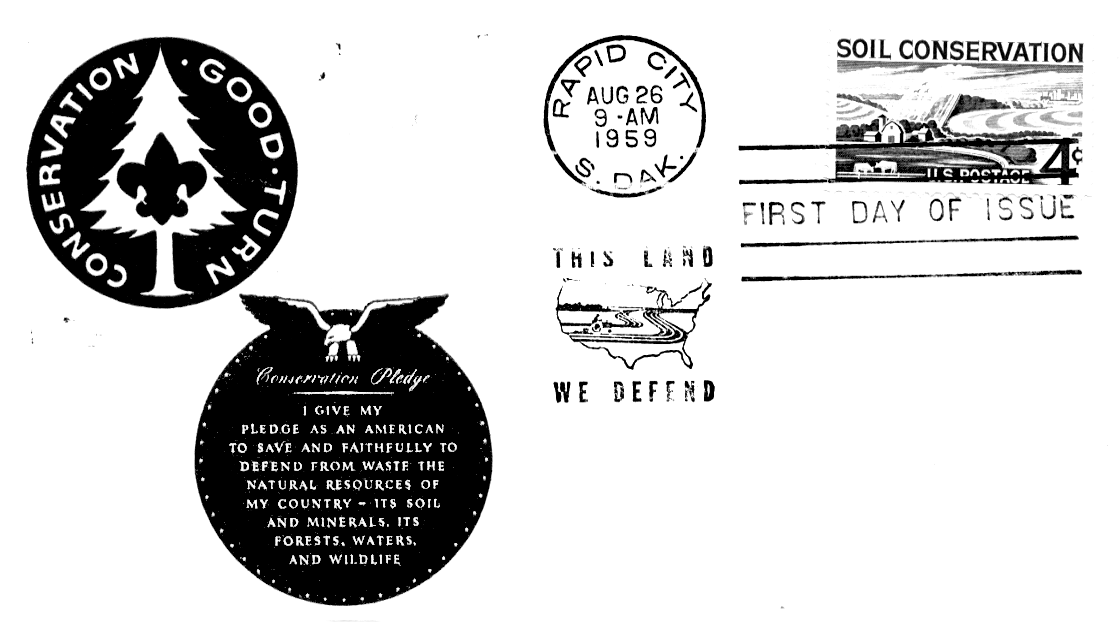 CONSERVATION · GOOD · TURN
Conservation Pledge
I GIVE MY
PLEDGE AS AN AMERICAN
TO SAVE AND FAITHFULLY TO
DEFEND FROM WASTE THE
NATURAL RESOURCES OF
MY COUNTRY – ITS SOIL
AND MINERALS, ITS
FORESTS, WATERS,
AND WILDLIFE
RAPID CITY
AUG 26
9 - AM
1959
S. DAK.
THIS LAND
WE DEFEND
SOIL CONSERVATION
4¢
U.S. POSTAGE
FIRST DAY OF ISSUE